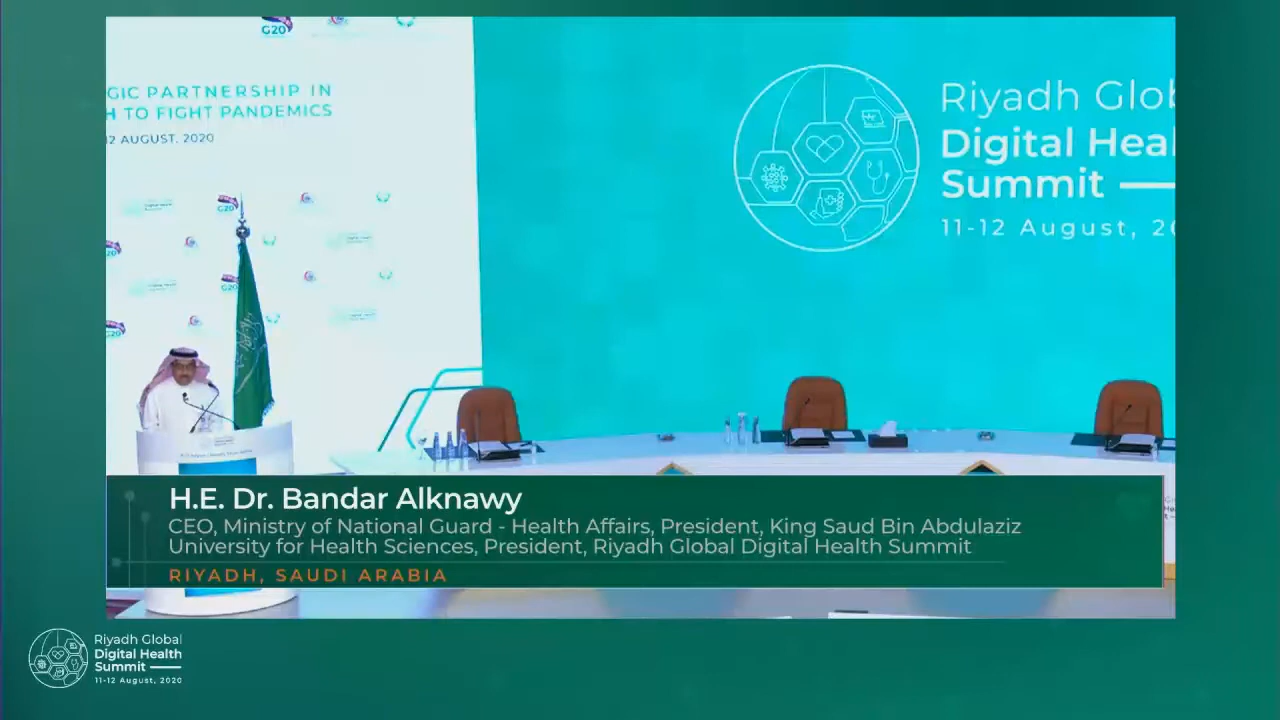 G20
GIC PARTNERSHIP IN
H TO FIGHT PANDEMICS
12 AUGUST, 2020
Riyadh Glob
Digital Heal
Summit
11-12 August, 20
G20
G20
H.E. Dr. Bandar Alknawy
CEO, Ministry of National Guard - Health Affairs, President, King Saud Bin Abdulaziz
University for Health Sciences, President, Riyadh Global Digital Health Summit
RIYADH, SAUDI ARABIA
Riyadh Global
Digital Health
Summit
11-12 August, 2020